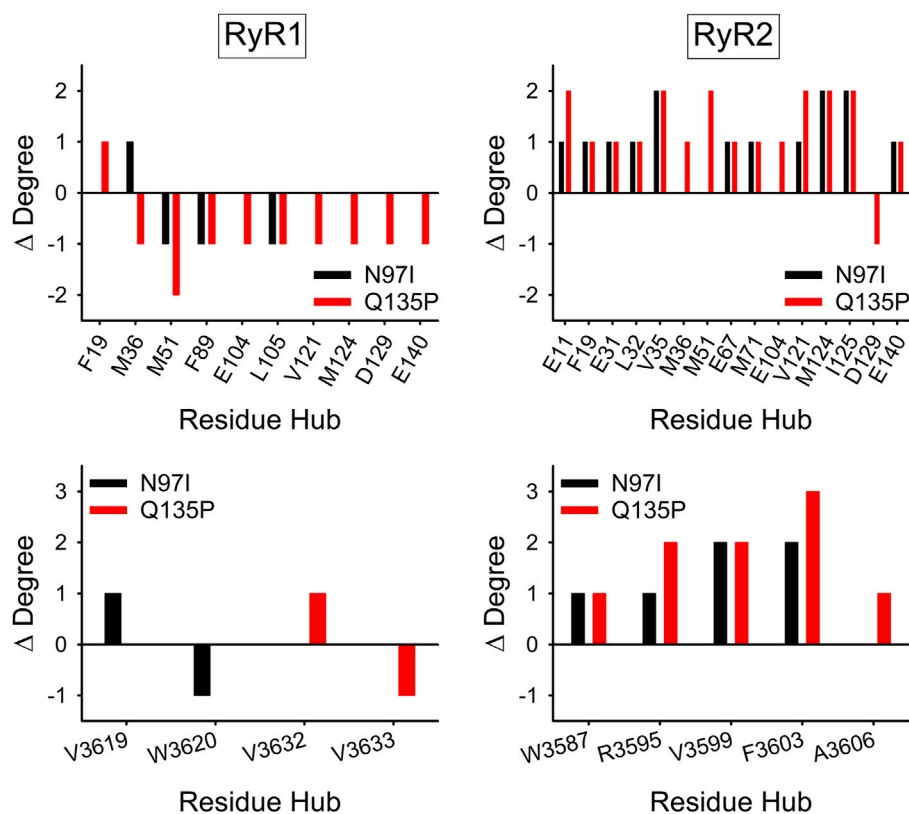 RyR1
RyR2
Δ Degree
2
1
0
-1
-2
N97I
Q135P
F19
M36
M51
F89
E104
L105
V121
M124
D129
E140
Residue Hub
Δ Degree
2
1
0
-1
-2
N97I
Q135P
E11
F19
E31
L32
V35
M36
M51
E67
M71
E104
V121
M124
I125
D129
E140
Residue Hub
Δ Degree
3
2
1
0
-1
N97I
Q135P
V3619
W3620
V3632
V3633
Residue Hub
Δ Degree
3
2
1
0
-1
N97I
Q135P
W3587
R3595
V3599
F3603
A3606
Residue Hub